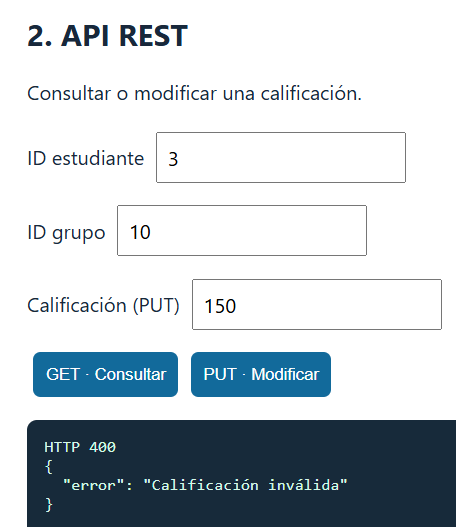 2. API REST
Consultar o modificar una calificación.
ID estudiante 3
ID grupo 10
Calificación (PUT) 150
GET · Consultar PUT · Modificar
HTTP 400
{
  "error": "Calificación inválida"
}